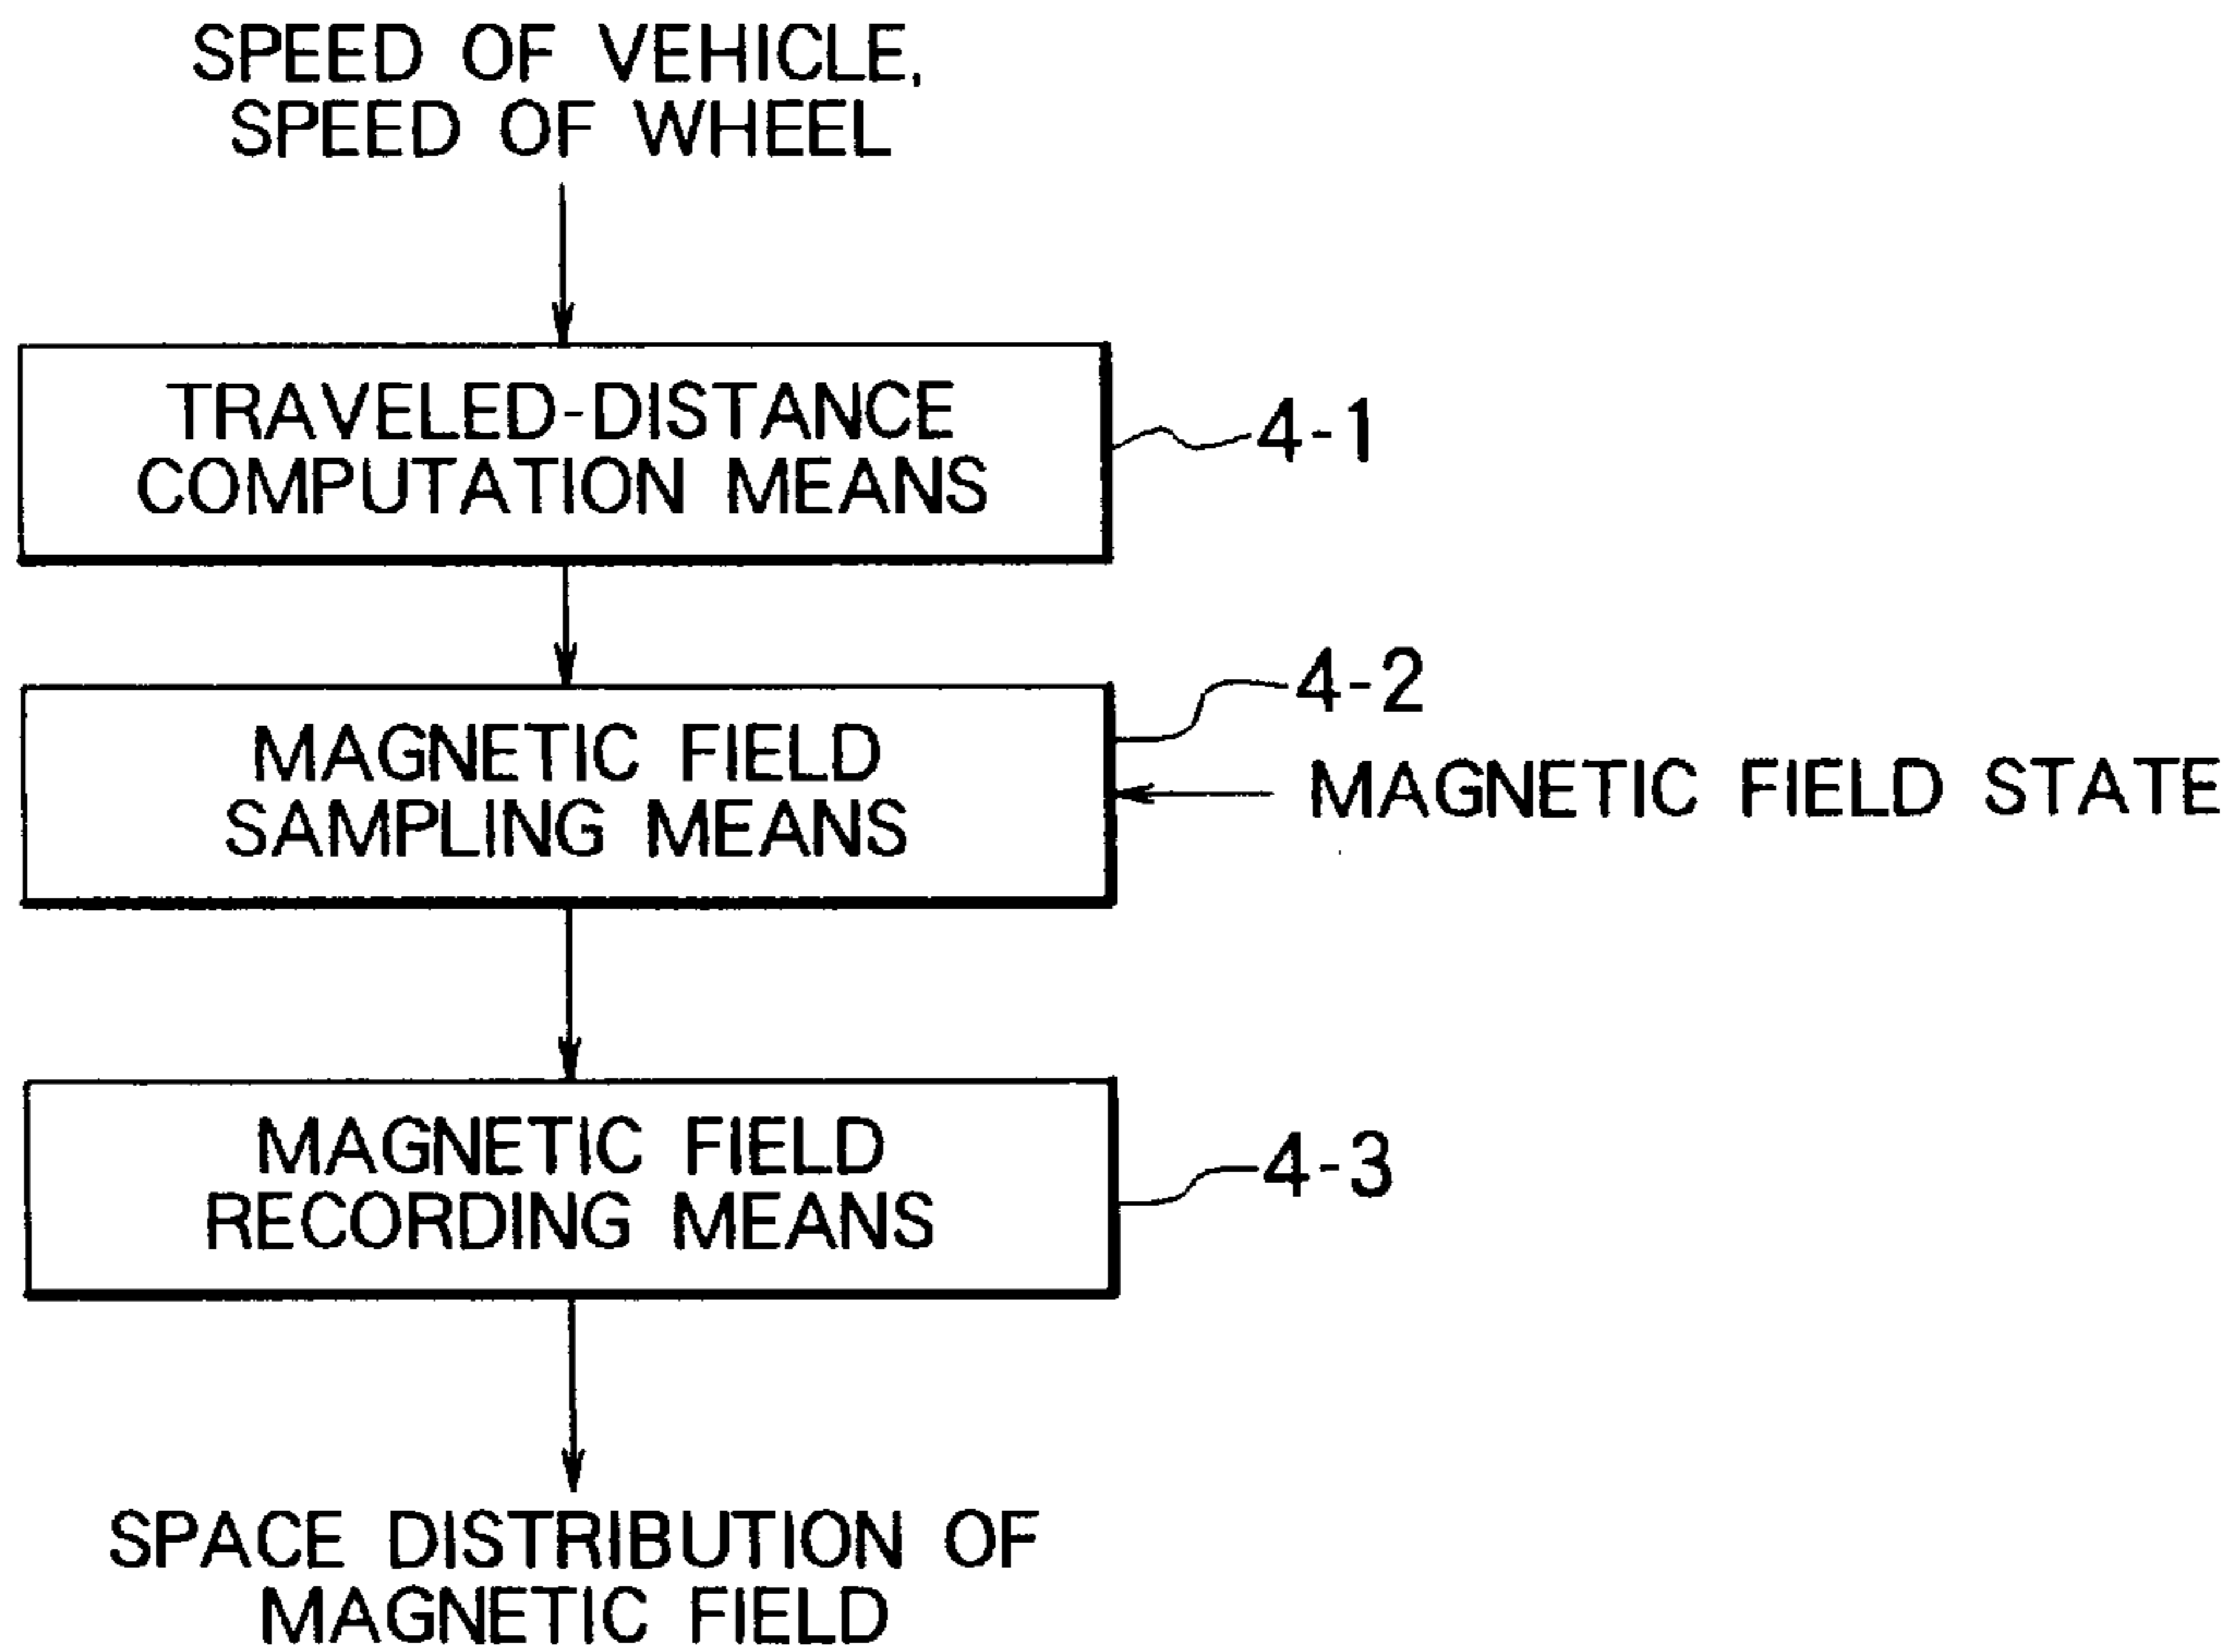 SPEED OF VEHICLE,
SPEED OF WHEEL
TRAVELED-DISTANCE
COMPUTATION MEANS
4-1
4-2
MAGNETIC FIELD
SAMPLING MEANS
MAGNETIC FIELD STATE
MAGNETIC FIELD
RECORDING MEANS
4-3
SPACE DISTRIBUTION OF
MAGNETIC FIELD